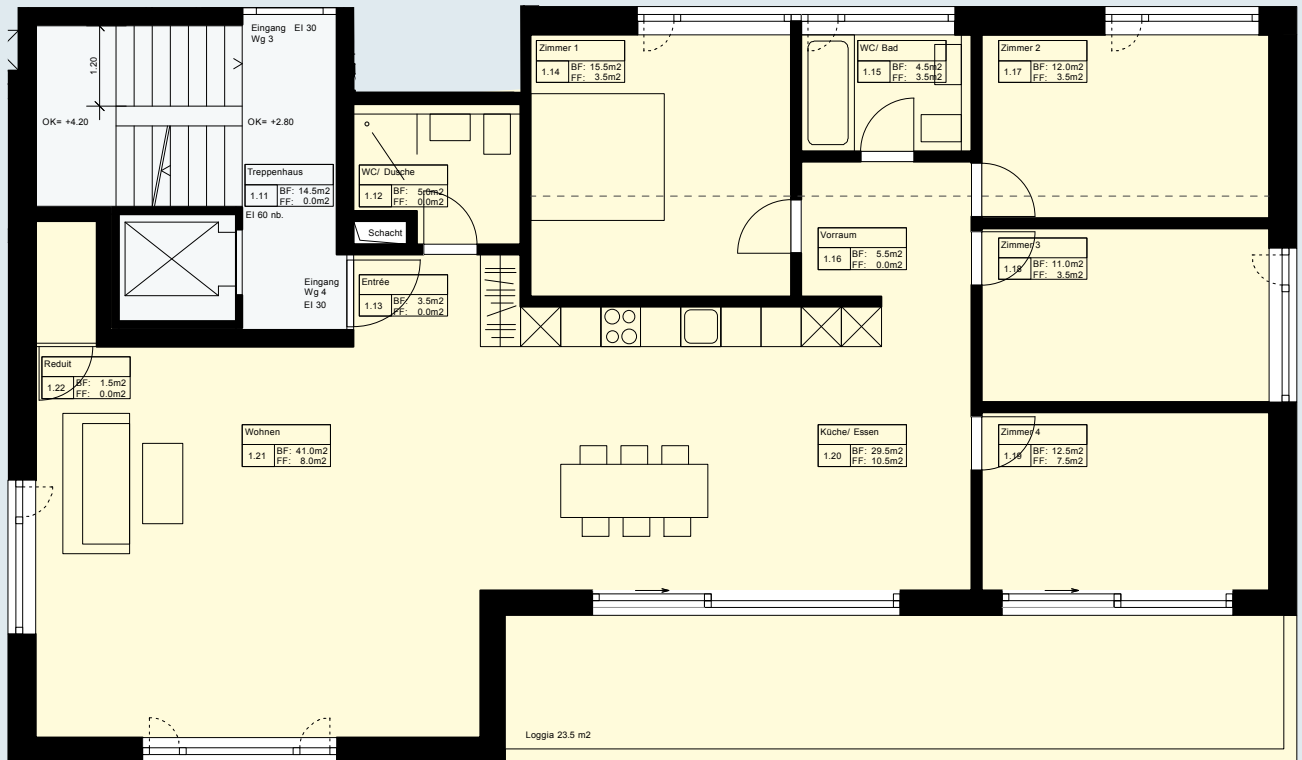 Eingang EI 30
Wg 3
1.20
OK= +4.20
OK= +2.80
Treppenhaus
1.11 BF: 14.5m2
FF: 0.0m2
EI 60 nb.
Eingang
Wg 4
EI 30
WC/ Dusche
1.12 BF: 5.0m2
FF: 0.0m2
Schacht
Entrée
1.13 BF: 3.5m2
FF: 0.0m2
Zimmer 1
1.14 BF: 15.5m2
FF: 3.5m2
WC/ Bad
1.15 BF: 4.5m2
FF: 3.5m2
Zimmer 2
1.17 BF: 12.0m2
FF: 3.5m2
Vorraum
1.16 BF: 5.5m2
FF: 0.0m2
Zimmer 3
1.18 BF: 11.0m2
FF: 3.5m2
Reduit
1.22 BF: 1.5m2
FF: 0.0m2
Wohnen
1.21 BF: 41.0m2
FF: 8.0m2
Küche/ Essen
1.20 BF: 29.5m2
FF: 10.5m2
Zimmer 4
1.19 BF: 12.5m2
FF: 7.5m2
Loggia 23.5 m2